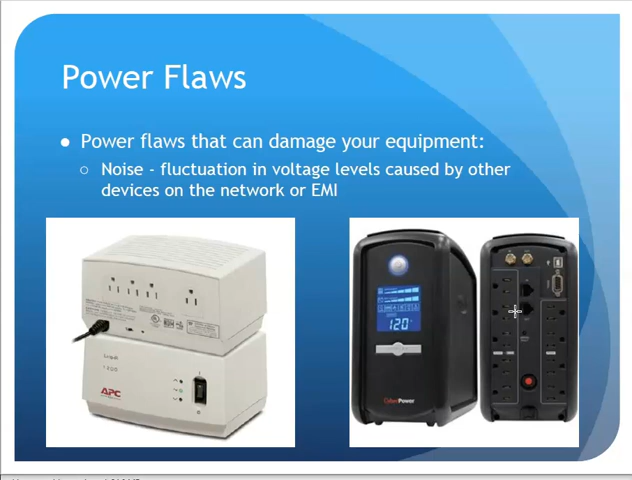 Power Flaws
Power flaws that can damage your equipment:
Noise - fluctuation in voltage levels caused by other
devices on the network or EMI
APC
120
CyberPower